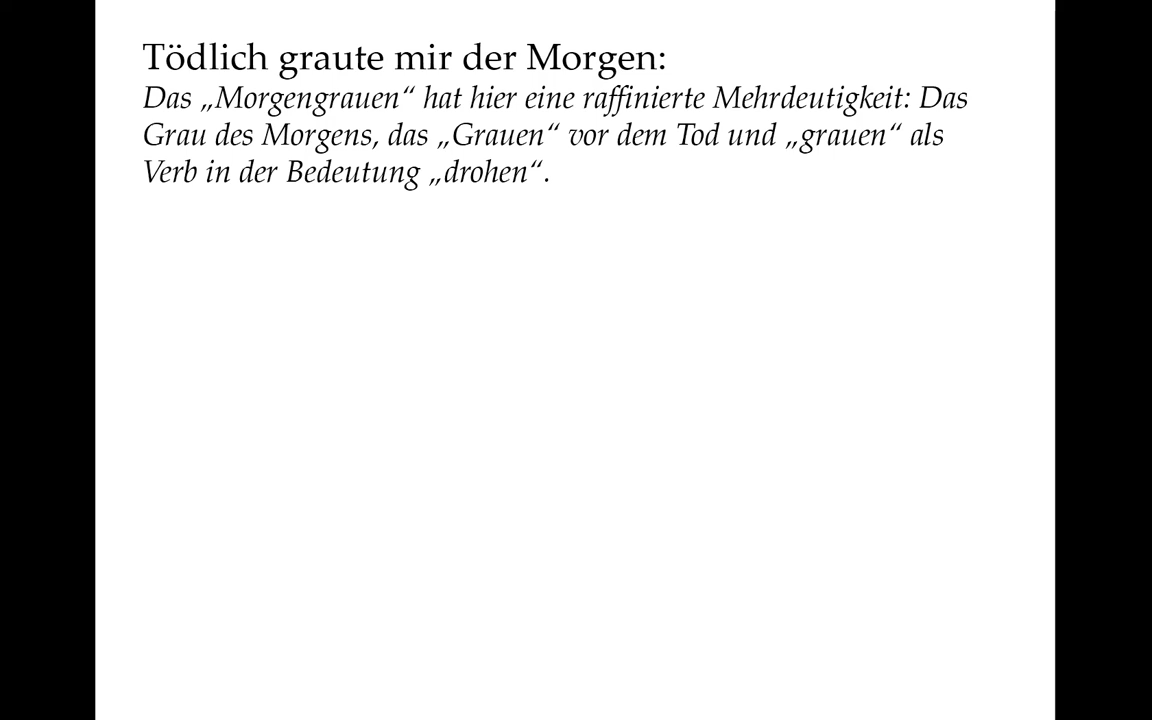 Tödlich graute mir der Morgen:
Das „Morgengrauen“ hat hier eine raffinierte Mehrdeutigkeit: Das
Grau des Morgens, das „Grauen“ vor dem Tod und „grauen“ als
Verb in der Bedeutung „drohen“.